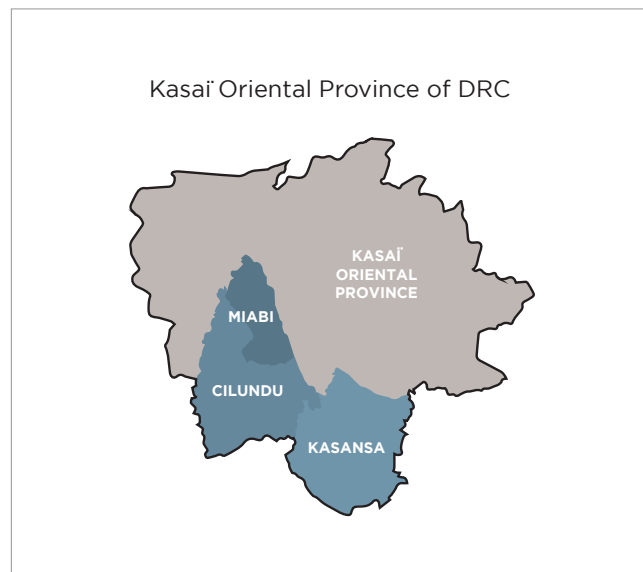 Kasaï Oriental Province of DRC
KASAÏ
ORIENTAL
PROVINCE
MIABI
CILUNDU
KASANSA